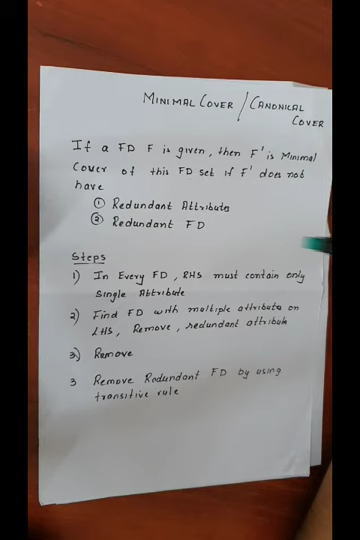 MINIMAL COVER / CANONICAL
COVER
If a FD F is given, then F' is Minimal
Cover of this FD set if F' does not
have
① Redundant Attributes
② Redundant FD
Steps
1) In Every FD, RHS must contain only
Single Attribute
2) Find FD with multiple attributes on
LHS, Remove, redundant attribute
3) Remove
3 Remove Redundant FD by using
transitive rule